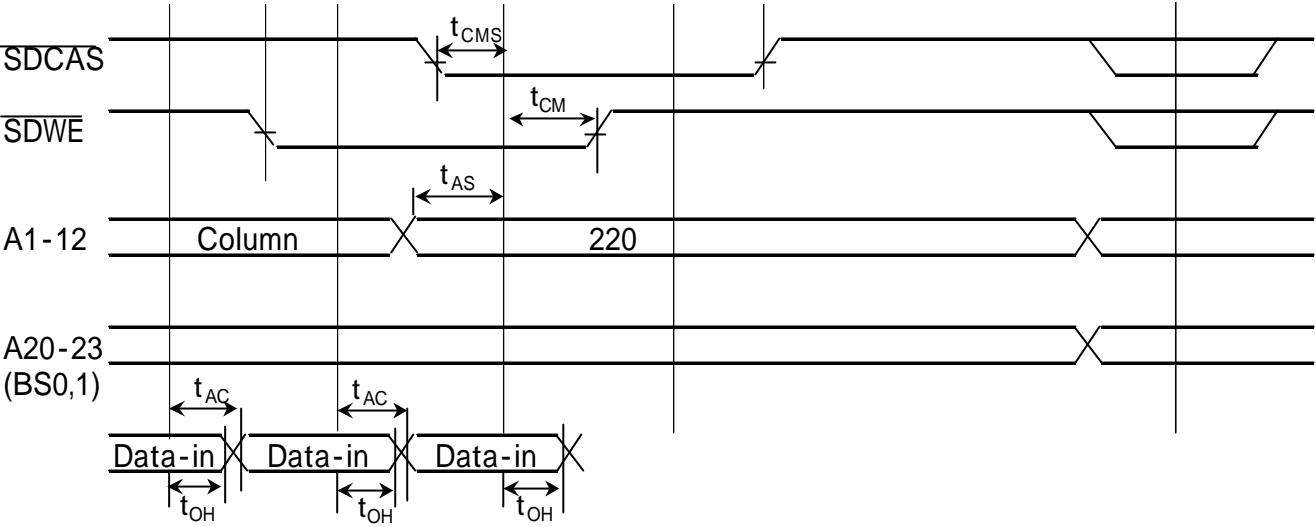 tCMS
SDCAS
tCM
SDWE
tAS
A1-12 Column 220
A20-23
(BS0,1)
tAC tAC
Data-in Data-in Data-in
tOH tOH tOH